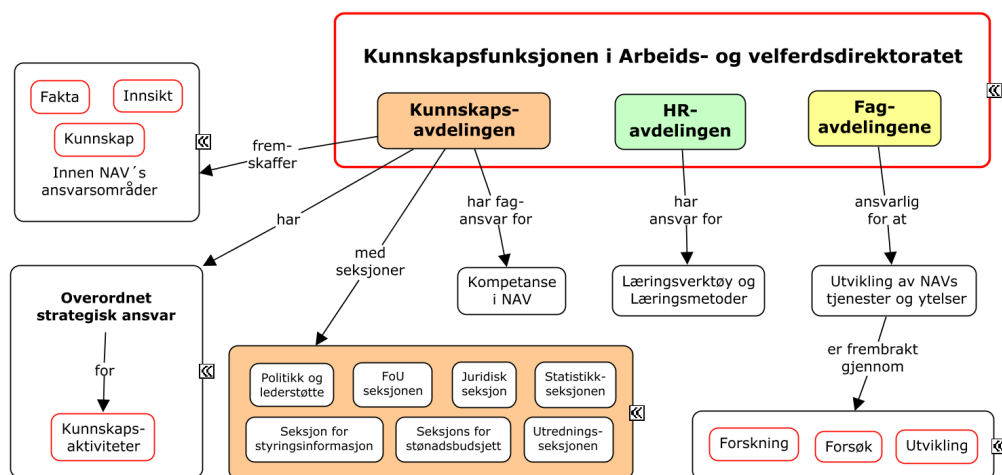 Kunnskapsfunksjonen i Arbeids- og velferdsdirektoratet
Kunnskaps-
avdelingen
HR-
avdelingen
Fag-
avdelingene
Fakta
Innsikt
Kunnskap
Innen NAV´s
ansvarsområder
frem-
skaffer
har
med
seksjoner
har fag-
ansvar for
har
ansvar for
ansvarlig
for at
Overordnet
strategisk ansvar
for
Kunnskaps-
aktiviteter
Kompetanse
i NAV
Læringsverktøy og
Læringsmetoder
Utvikling av NAVs
tjenester og ytelser
er frembrakt
gjennom
Politikk og
lederstøtte
FoU
seksjonen
Juridisk
seksjon
Statistikk-
seksjonen
Seksjon for
styringsinformasjon
Seksjons for
stønadsbudsjett
Utrednings-
seksjonen
Forskning
Forsøk
Utvikling